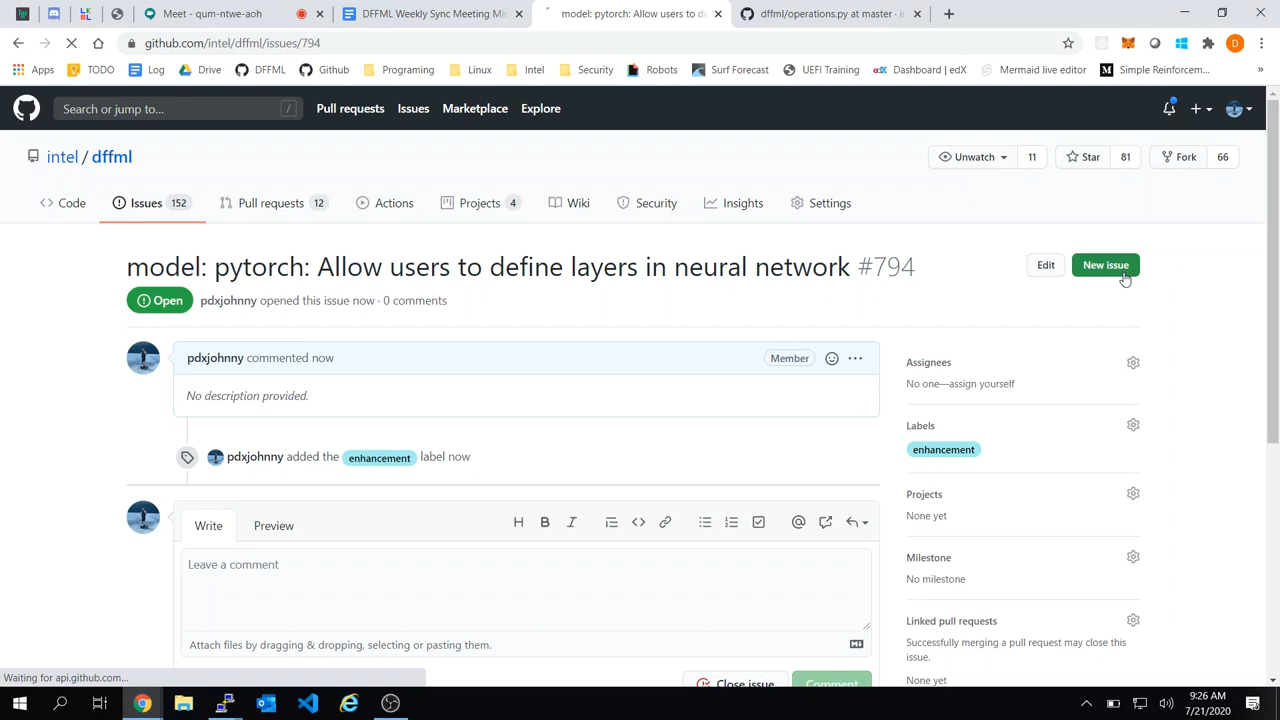 Meet - qum-ntwe-aoh
DFFML Weekly Sync Meeting Mi
model: pytorch: Allow users to de
dffml/operations.py at master · in
github.com/intel/dffml/issues/794
D
Apps
TODO
Log
Drive
DFFML
Github
Programing
Linux
Intel
Security
Robots
Surf Forecast
UEFI Training
Dashboard | edX
Mermaid live editor
Simple Reinforcem...
»
Search or jump to...
/
Pull requests
Issues
Marketplace
Explore
intel / dffml
Unwatch 11
Star 81
Fork 66
Code
Issues 152
Pull requests 12
Actions
Projects 4
Wiki
Security
Insights
Settings
model: pytorch: Allow users to define layers in neural network #794
Edit
New issue
Open
pdxjohnny opened this issue now · 0 comments
pdxjohnny commented now
Member
No description provided.
pdxjohnny added the enhancement label now
Write
Preview
Leave a comment
Attach files by dragging & dropping, selecting or pasting them.
Close issue
Comment
Assignees
No one—assign yourself
Labels
enhancement
Projects
None yet
Milestone
No milestone
Linked pull requests
Successfully merging a pull request may close this
issue.
None yet
Waiting for api.github.com...
9:26 AM
7/21/2020